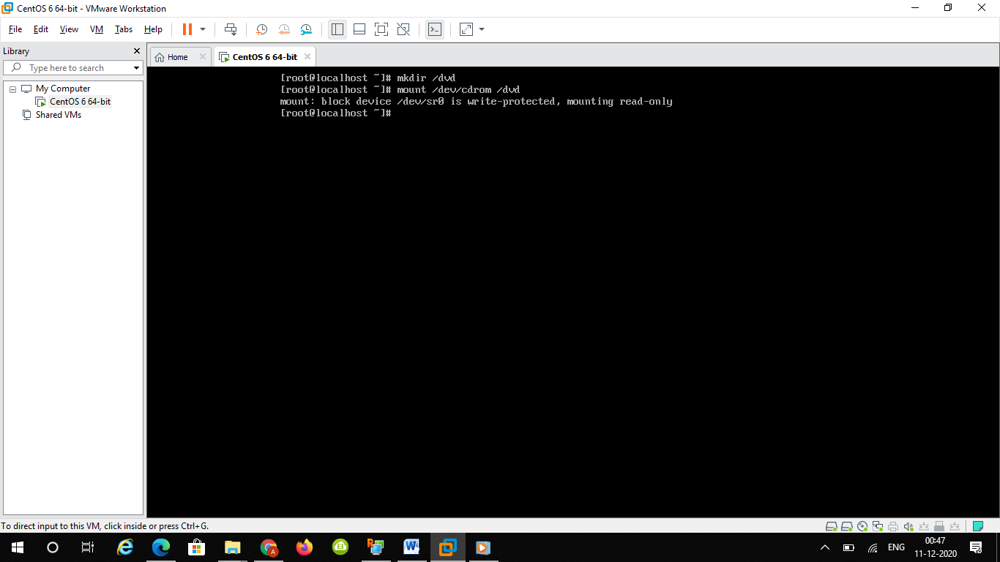 CentOS 6 64-bit - VMware Workstation
File Edit View VM Tabs Help
Library
Type here to search
My Computer
CentOS 6 64-bit
Shared VMs
Home
CentOS 6 64-bit
[root@localhost ~]# mkdir /dvd
[root@localhost ~]# mount /dev/cdrom /dvd
mount: block device /dev/sr0 is write-protected, mounting read-only
[root@localhost ~]#
To direct input to this VM, click inside or press Ctrl+G.
ENG
00:47
11-12-2020